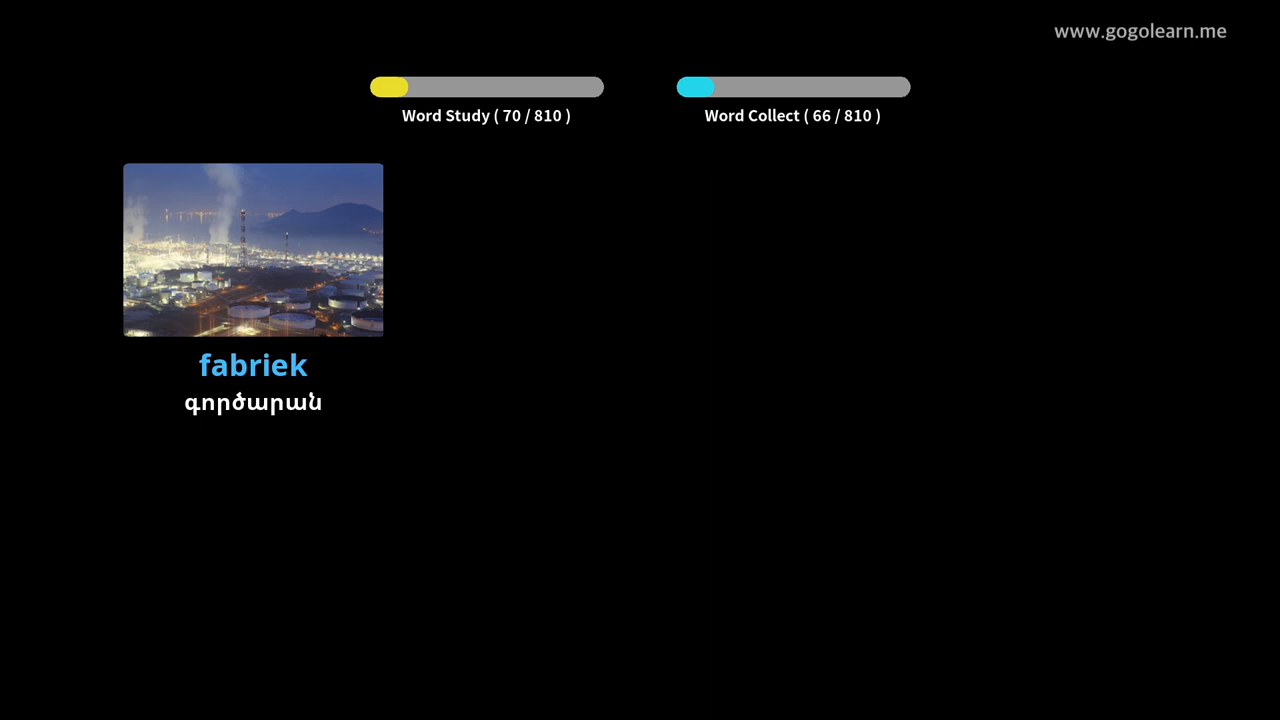 www.gogolearn.me
Word Study ( 70 / 810 )
Word Collect ( 66 / 810 )
fabriek
գործարան